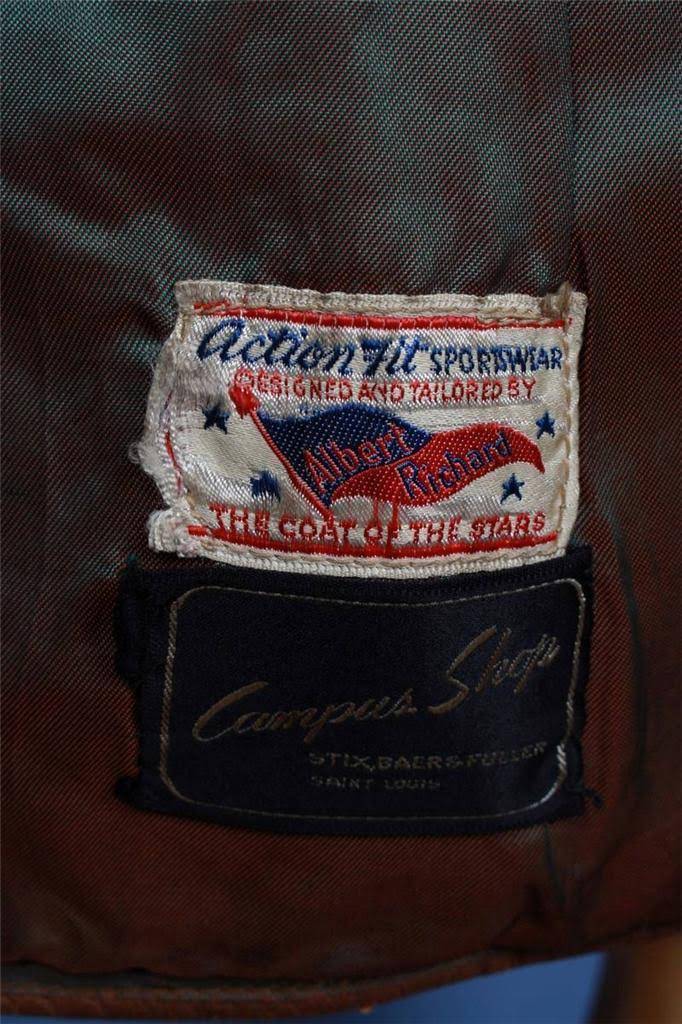 Action Fit SPORTSWEAR
DESIGNED AND TAILORED BY
Albert
Richard
THE COAT OF THE STARS
Campus Shop
STIX, BAER & FULLER
SAINT LOUIS